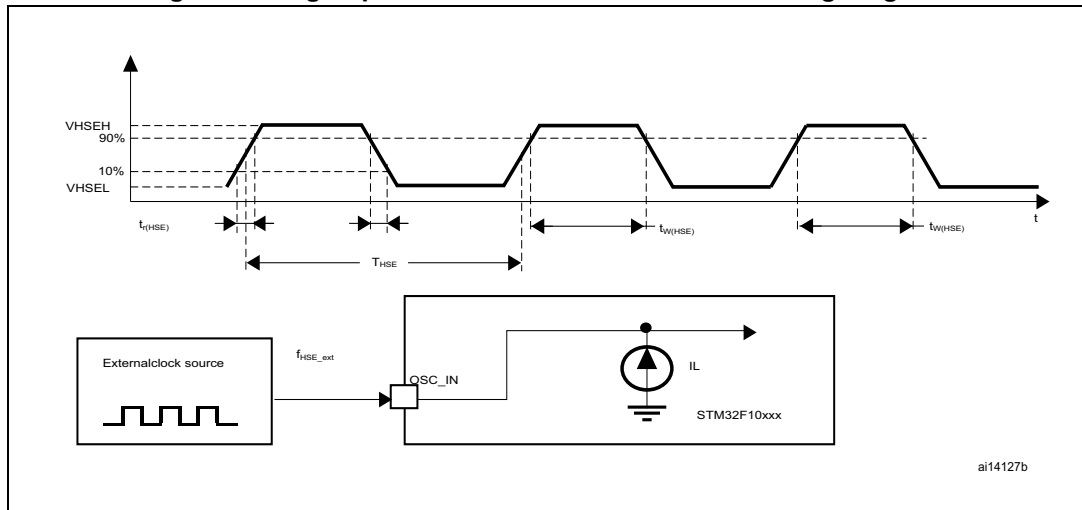 VHSEH
90%
10%
VHSEL
tr(HSE)
tW(HSE)
tW(HSE)
t
THSE
Externalclock source
fHSE_ext
OSC_IN
IL
STM32F10xxx
ai14127b